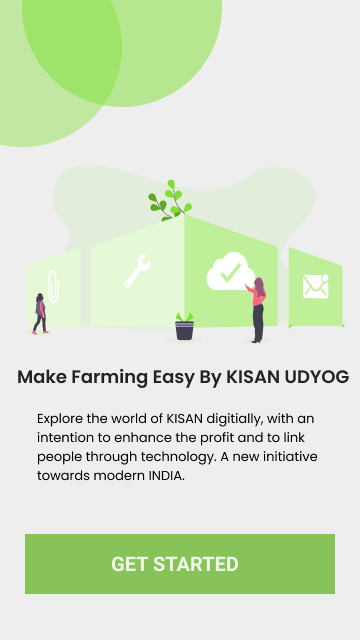 Make Farming Easy By KISAN UDYOG
Explore the world of KISAN digitially, with an
intention to enhance the profit and to link
people through technology. A new initiative
towards modern INDIA.
GET STARTED